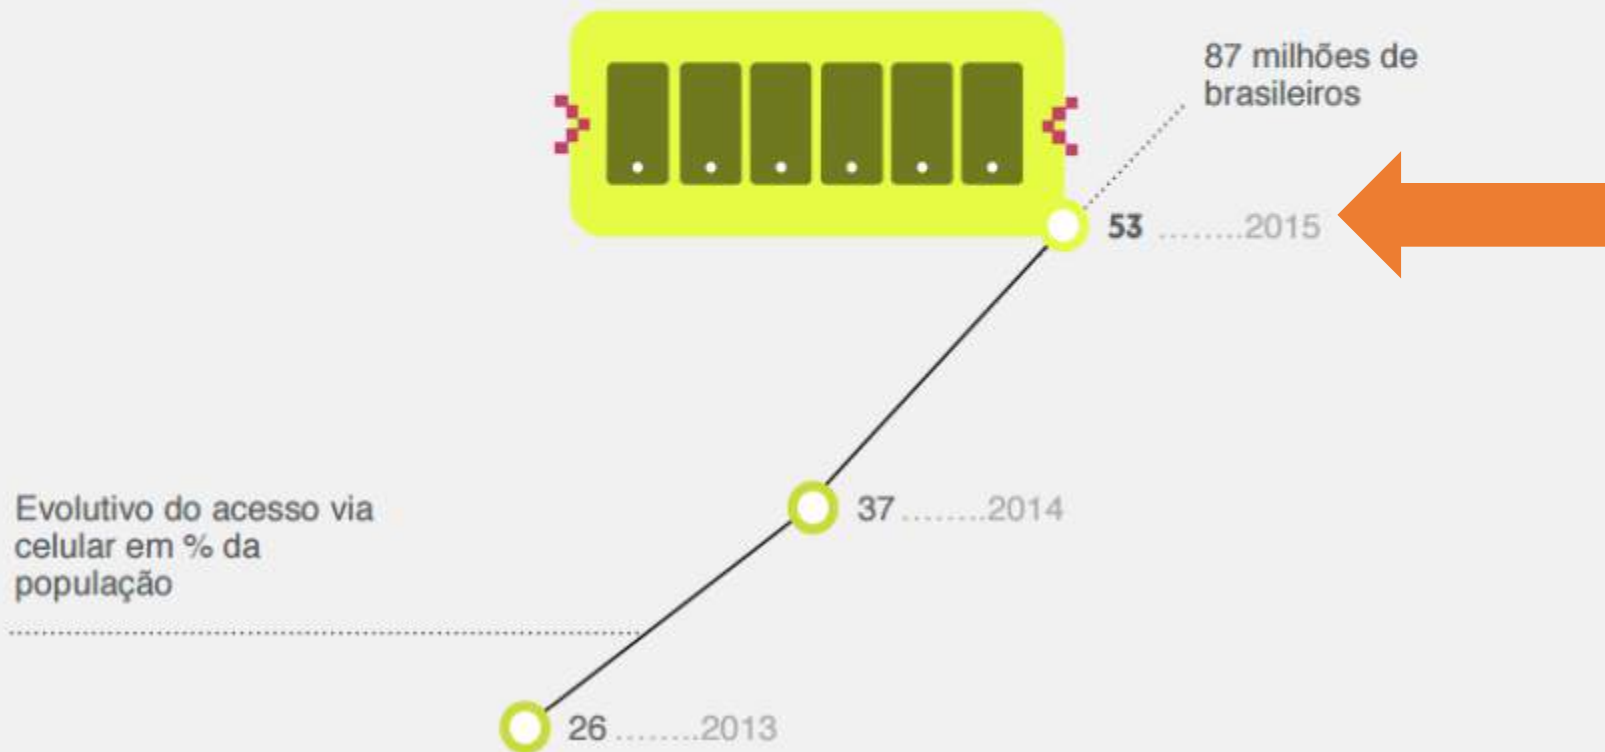 87 milhões de
brasileiros
53 ........2015
37 ........2014
Evolutivo do acesso via
celular em % da
população
26 ........2013